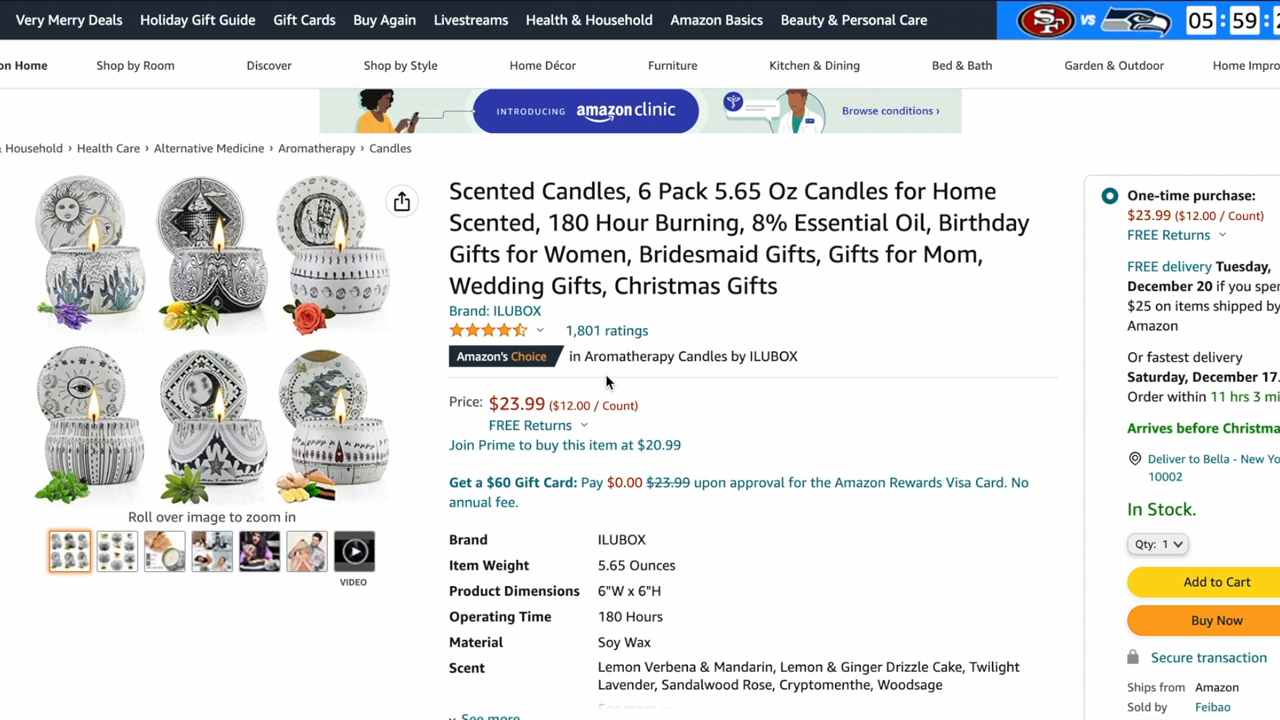 Very Merry Deals Holiday Gift Guide Gift Cards Buy Again Livestreams Health & Household Amazon Basics Beauty & Personal Care
SF VS 05 : 59 :
on Home Shop by Room Discover Shop by Style Home Décor Furniture Kitchen & Dining Bed & Bath Garden & Outdoor Home Impro
INTRODUCING amazon clinic Browse conditions ›
& Household › Health Care › Alternative Medicine › Aromatherapy › Candles
Scented Candles, 6 Pack 5.65 Oz Candles for Home
Scented, 180 Hour Burning, 8% Essential Oil, Birthday
Gifts for Women, Bridesmaid Gifts, Gifts for Mom,
Wedding Gifts, Christmas Gifts
Brand: ILUBOX
1,801 ratings
Amazon's Choice in Aromatherapy Candles by ILUBOX
Price: $23.99 ($12.00 / Count)
FREE Returns
Join Prime to buy this item at $20.99
Get a $60 Gift Card: Pay $0.00 $23.99 upon approval for the Amazon Rewards Visa Card. No
annual fee.
Brand ILUBOX
Item Weight 5.65 Ounces
Product Dimensions 6"W x 6"H
Operating Time 180 Hours
Material Soy Wax
Scent Lemon Verbena & Mandarin, Lemon & Ginger Drizzle Cake, Twilight
Lavender, Sandalwood Rose, Cryptomenthe, Woodsage
See more
See more
Roll over image to zoom in
VIDEO
One-time purchase:
$23.99 ($12.00 / Count)
FREE Returns
FREE delivery Tuesday,
December 20 if you spen
$25 on items shipped by
Amazon
Or fastest delivery
Saturday, December 17.
Order within 11 hrs 3 mi
Arrives before Christma
Deliver to Bella - New Yo
10002
In Stock.
Qty: 1
Add to Cart
Buy Now
Secure transaction
Ships from Amazon
Sold by Feibao